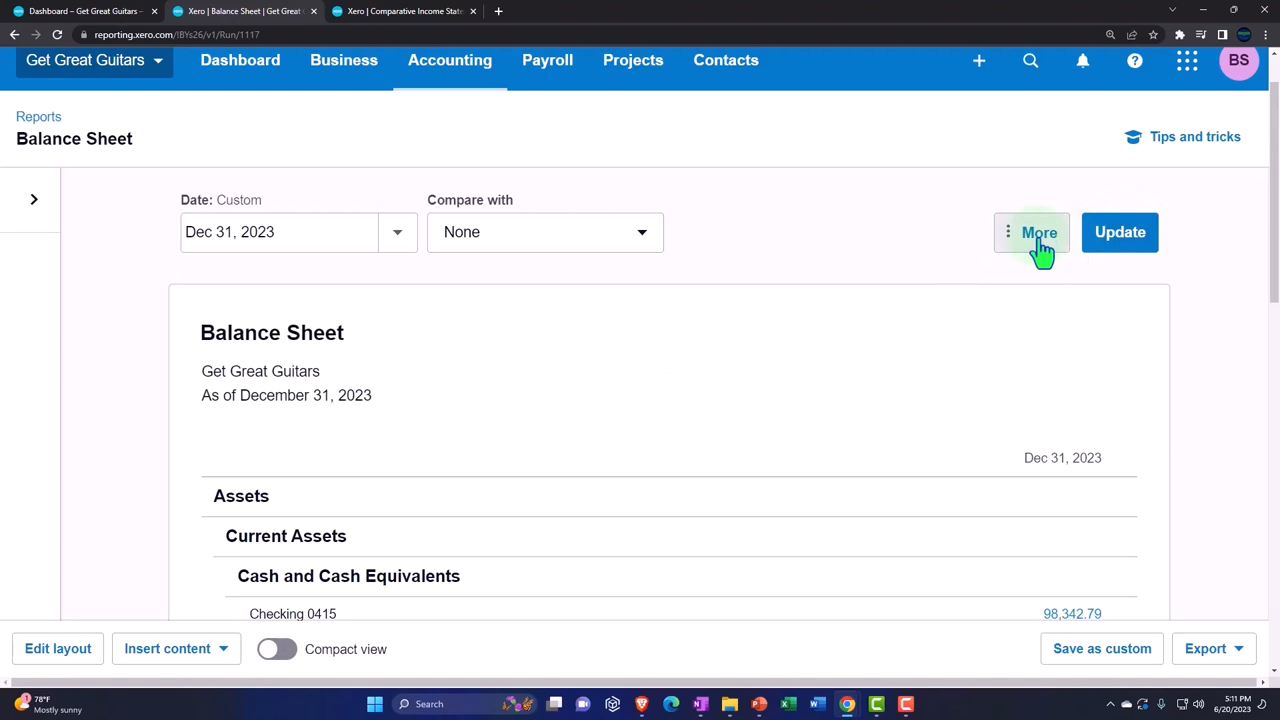 Dashboard – Get Great Guitars –
Xero | Balance Sheet | Get Great
Xero | Comparative Income State
reporting.xero.com/!BYs26/v1/Run/1117
Get Great Guitars
Dashboard
Business
Accounting
Payroll
Projects
Contacts
BS
Reports
Balance Sheet
Tips and tricks
Date: Custom
Compare with
Dec 31, 2023
None
More
Update
Balance Sheet
Get Great Guitars
As of December 31, 2023
Dec 31, 2023
Assets
Current Assets
Cash and Cash Equivalents
Checking 0415
98,342.79
Edit layout
Insert content
Compact view
Save as custom
Export
78°F
Mostly sunny
Search
5:11 PM
6/20/2023